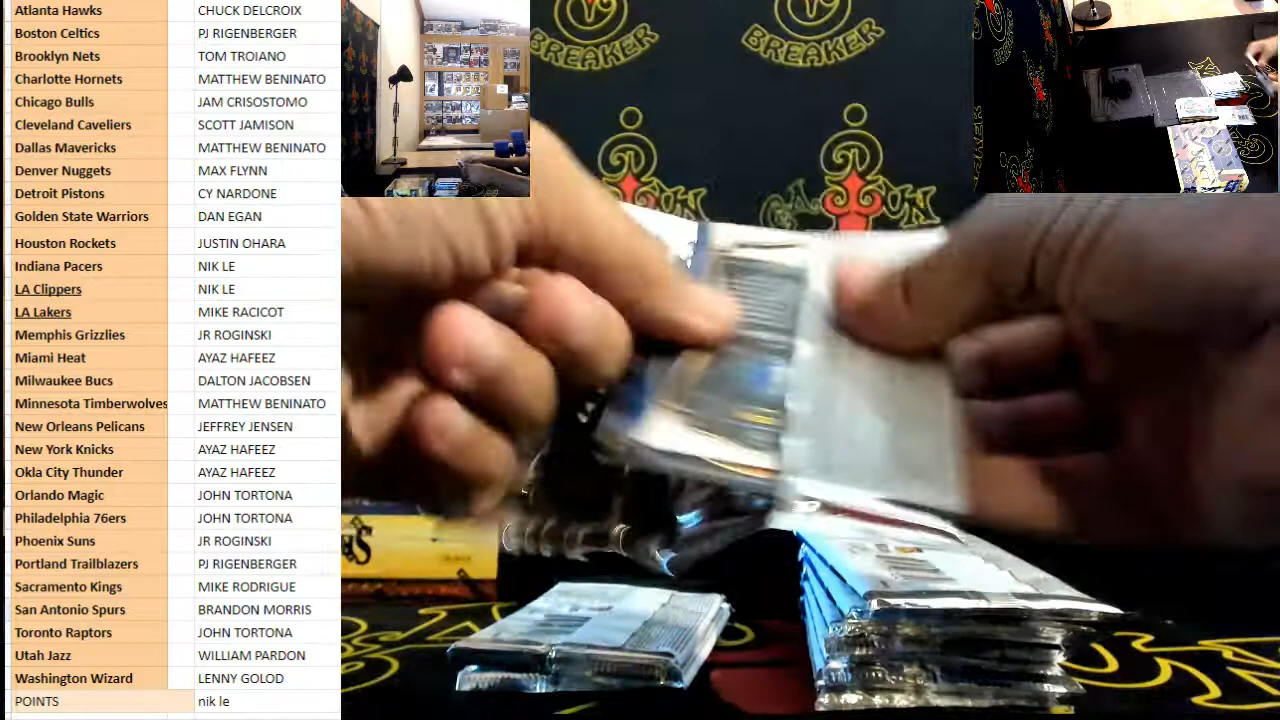 Atlanta Hawks CHUCK DELCROIX
Boston Celtics PJ RIGENBERGER
Brooklyn Nets TOM TROIANO
Charlotte Hornets MATTHEW BENINATO
Chicago Bulls JAM CRISOSTOMO
Cleveland Caveliers SCOTT JAMISON
Dallas Mavericks MATTHEW BENINATO
Denver Nuggets MAX FLYNN
Detroit Pistons CY NARDONE
Golden State Warriors DAN EGAN
Houston Rockets JUSTIN OHARA
Indiana Pacers NIK LE
LA Clippers NIK LE
LA Lakers MIKE RACICOT
Memphis Grizzlies JR ROGINSKI
Miami Heat AYAZ HAFEEZ
Milwaukee Bucs DALTON JACOBSEN
Minnesota Timberwolves MATTHEW BENINATO
New Orleans Pelicans JEFFREY JENSEN
New York Knicks AYAZ HAFEEZ
Okla City Thunder AYAZ HAFEEZ
Orlando Magic JOHN TORTONA
Philadelphia 76ers JOHN TORTONA
Phoenix Suns JR ROGINSKI
Portland Trailblazers PJ RIGENBERGER
Sacramento Kings MIKE RODRIGUE
San Antonio Spurs BRANDON MORRIS
Toronto Raptors JOHN TORTONA
Utah Jazz WILLIAM PARDON
Washington Wizard LENNY GOLOD
POINTS nik le
BREAKER BREAKER